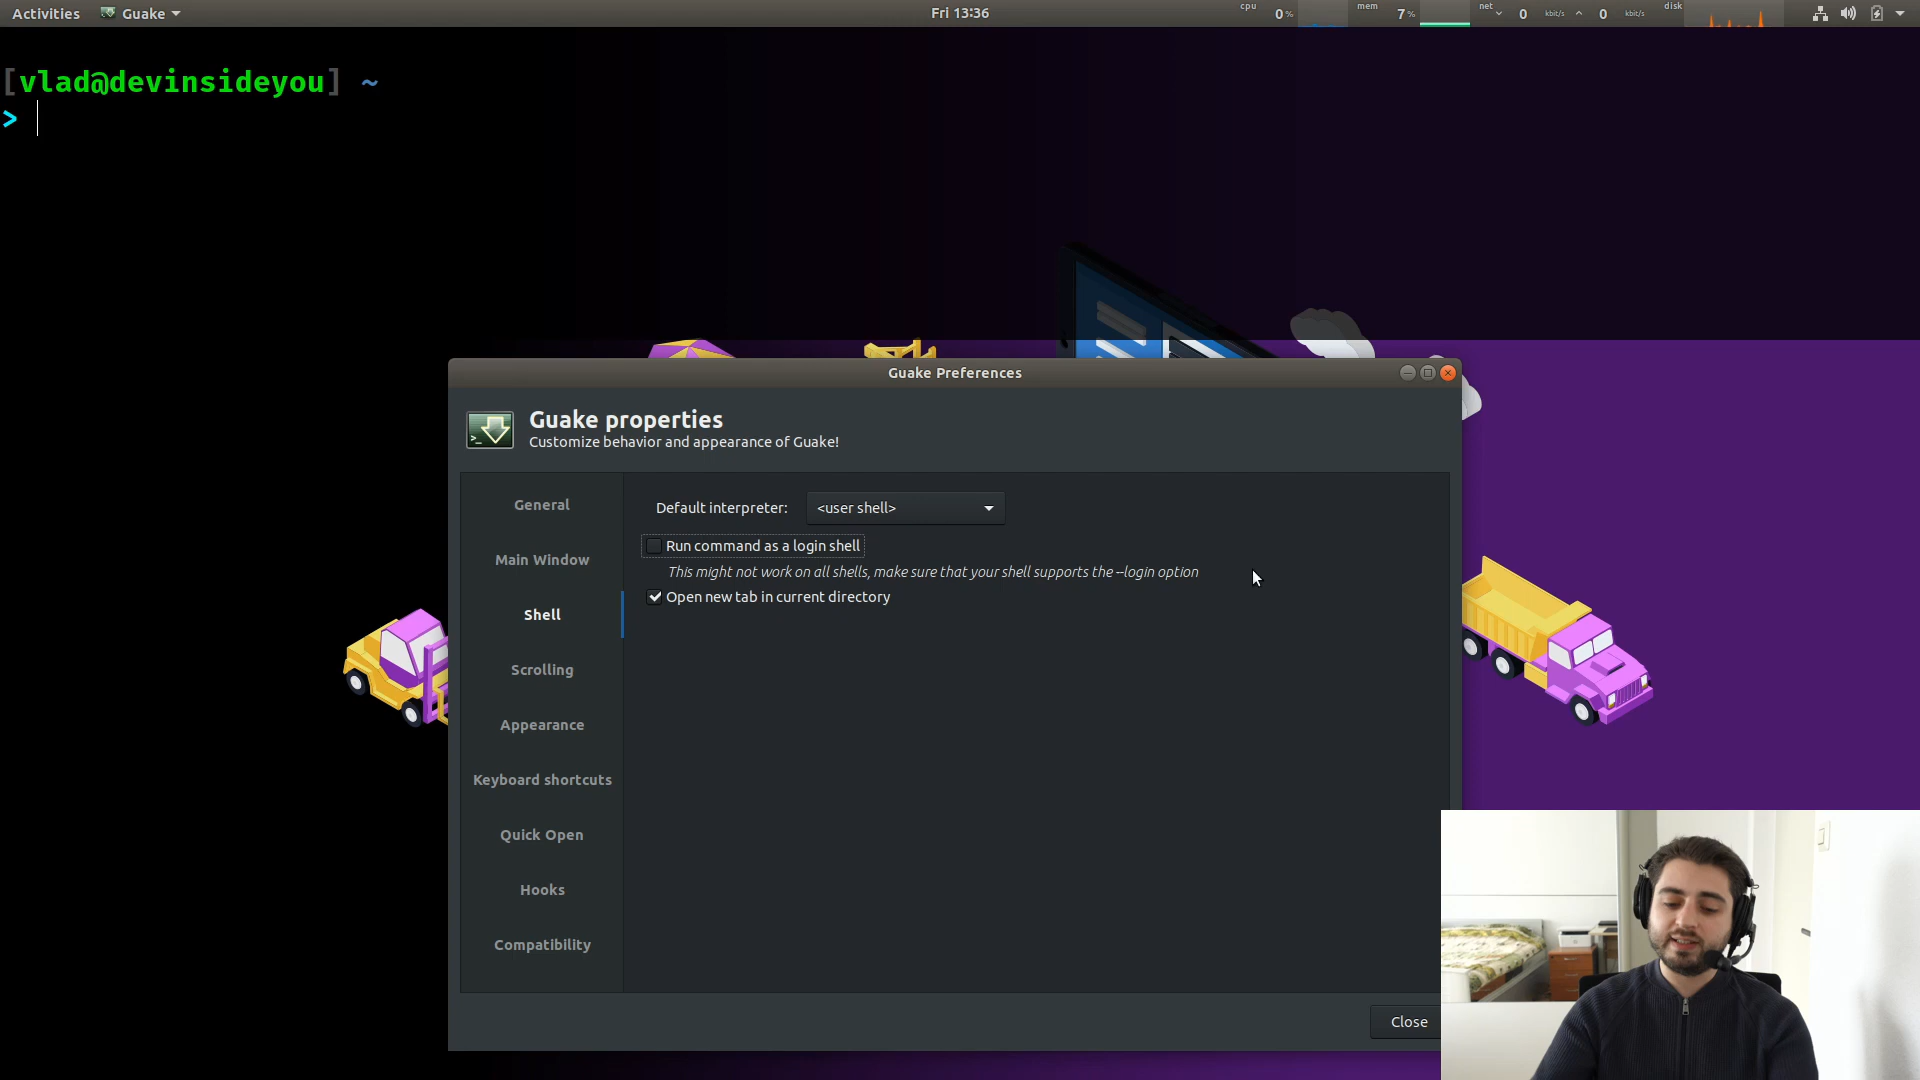 Activities Guake Fri 13:36 cpu 0% mem 7% net 0 kbit/s 0 kbit/s disk
[vlad@devinsideyou] ~
>
Guake Preferences
Guake properties
Customize behavior and appearance of Guake!
General
Main Window
Shell
Scrolling
Appearance
Keyboard shortcuts
Quick Open
Hooks
Compatibility
Default interpreter: <user shell>
Run command as a login shell
This might not work on all shells, make sure that your shell supports the --login option
Open new tab in current directory
Close